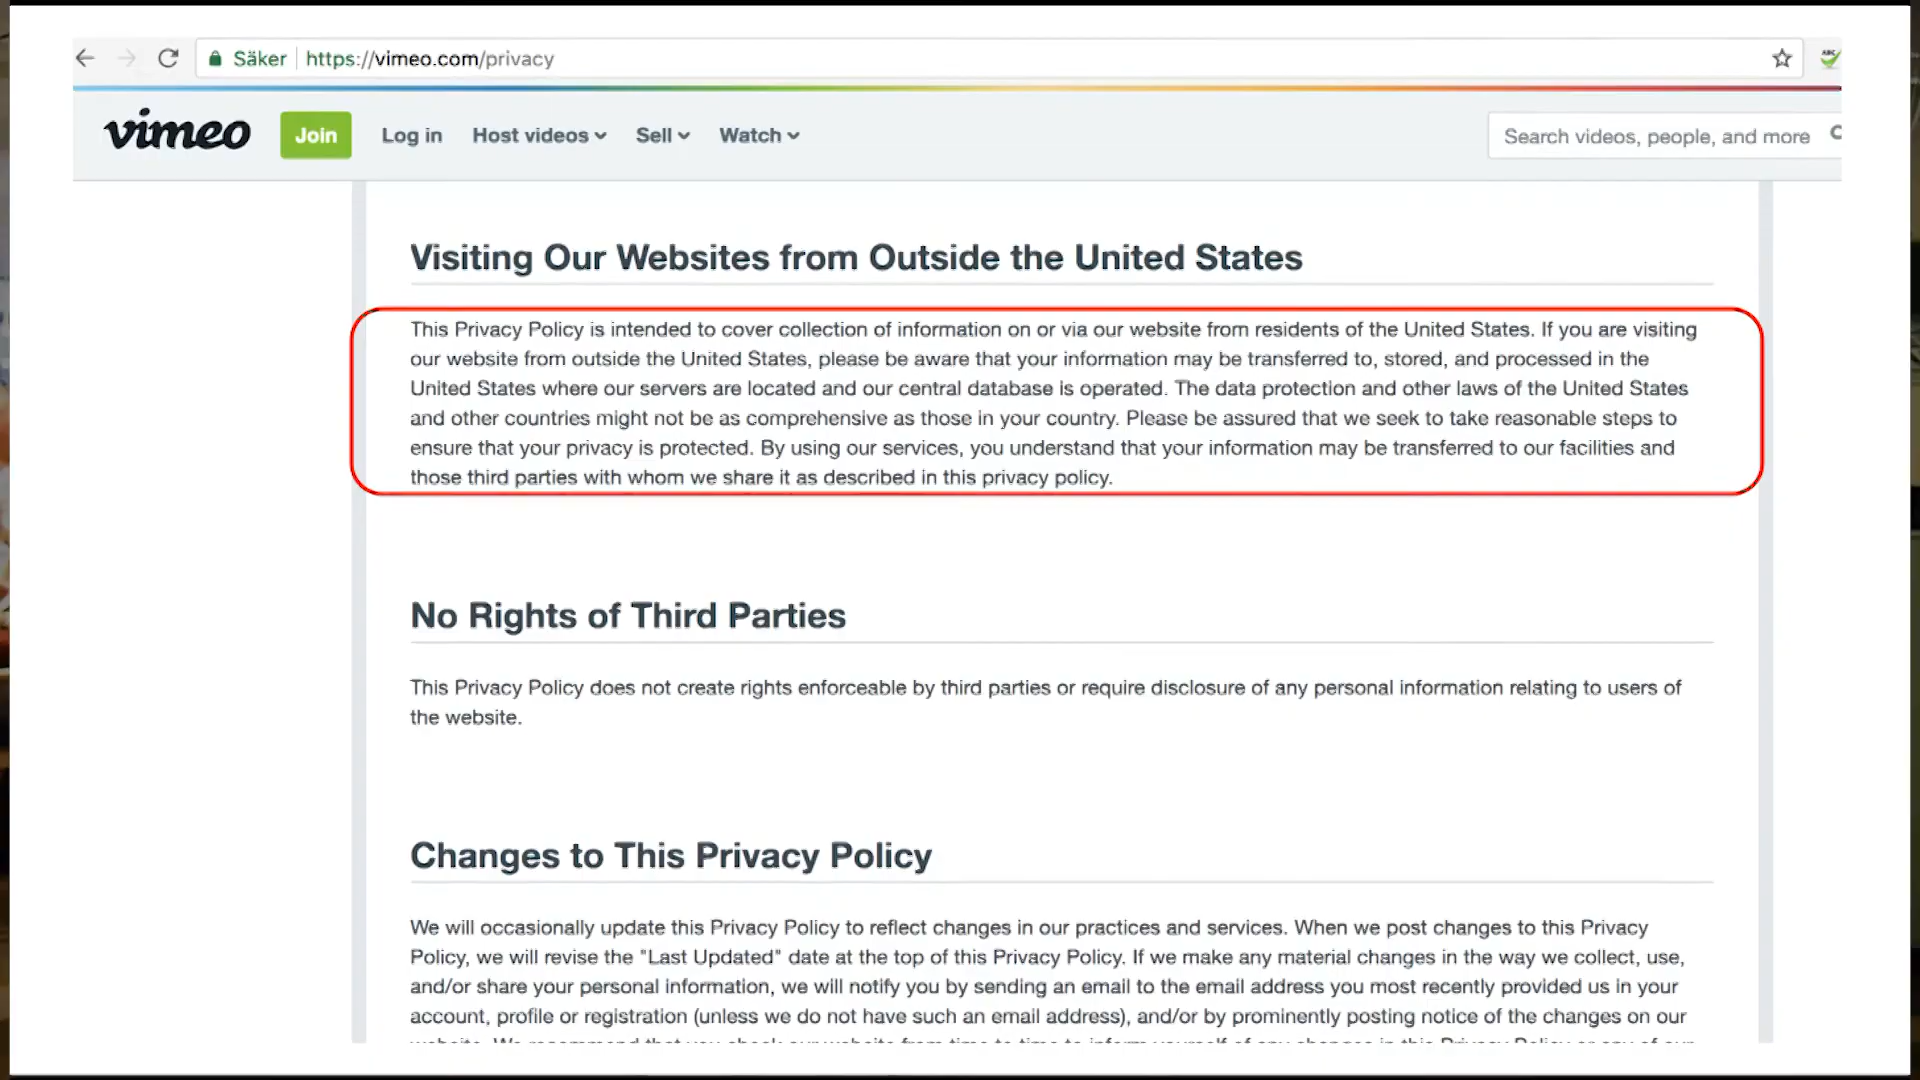 Säker https://vimeo.com/privacy
vimeo Join Log in Host videos Sell Watch Search videos, people, and more
Visiting Our Websites from Outside the United States
This Privacy Policy is intended to cover collection of information on or via our website from residents of the United States. If you are visiting
our website from outside the United States, please be aware that your information may be transferred to, stored, and processed in the
United States where our servers are located and our central database is operated. The data protection and other laws of the United States
and other countries might not be as comprehensive as those in your country. Please be assured that we seek to take reasonable steps to
ensure that your privacy is protected. By using our services, you understand that your information may be transferred to our facilities and
those third parties with whom we share it as described in this privacy policy.
No Rights of Third Parties
This Privacy Policy does not create rights enforceable by third parties or require disclosure of any personal information relating to users of
the website.
Changes to This Privacy Policy
We will occasionally update this Privacy Policy to reflect changes in our practices and services. When we post changes to this Privacy
Policy, we will revise the "Last Updated" date at the top of this Privacy Policy. If we make any material changes in the way we collect, use,
and/or share your personal information, we will notify you by sending an email to the email address you most recently provided us in your
account, profile or registration (unless we do not have such an email address), and/or by prominently posting notice of the changes on our